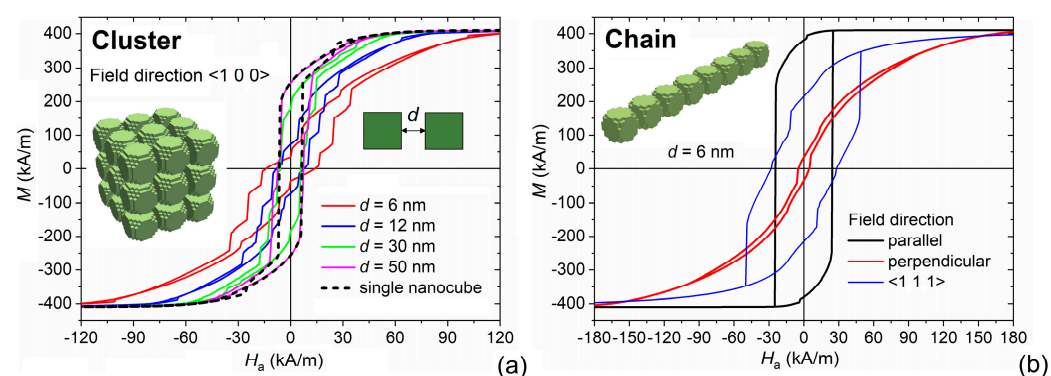 Cluster
Field direction <1 0 0>
d
d = 6 nm
d = 12 nm
d = 30 nm
d = 50 nm
single nanocube
M (kA/m)
400
300
200
100
0
-100
-200
-300
-400
-120 -90 -60 -30 0 30 60 90 120
Ha (kA/m)
(a)
Chain
d = 6 nm
Field direction
parallel
perpendicular
<1 1 1>
M (kA/m)
400
300
200
100
0
-100
-200
-300
-400
-180 -150 -120 -90 -60 -30 0 30 60 90 120 150 180
Ha (kA/m)
(b)